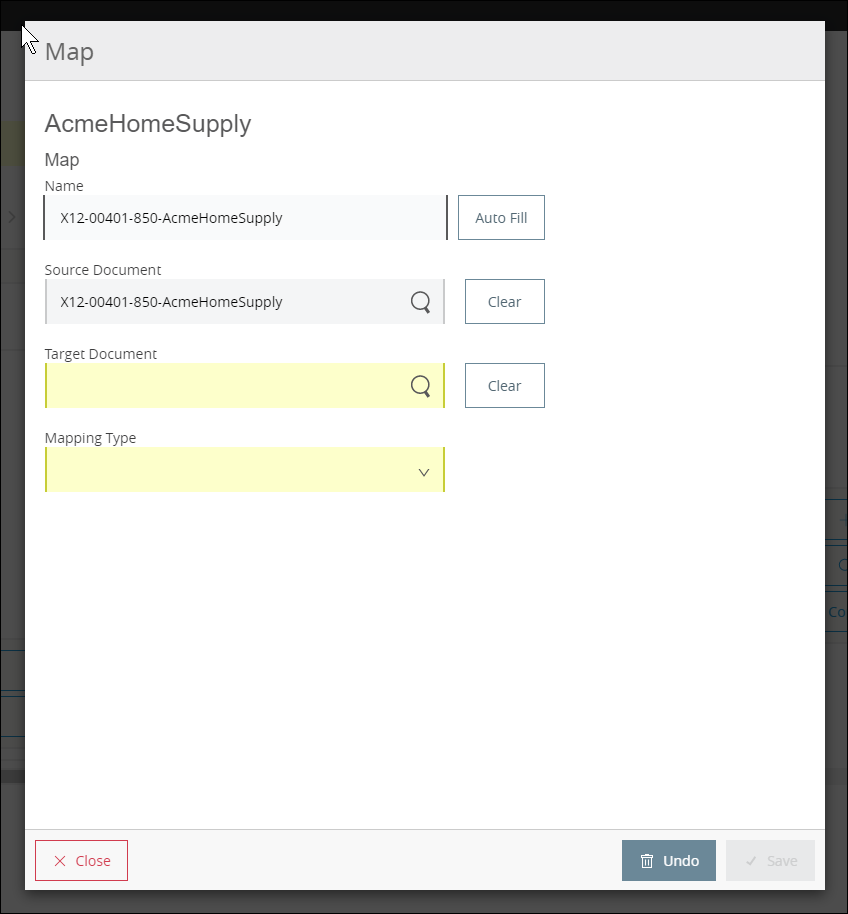 Map
AcmeHomeSupply
Map
Name
X12-00401-850-AcmeHomeSupply
Auto Fill
Source Document
X12-00401-850-AcmeHomeSupply
Clear
Target Document
Clear
Mapping Type
Co
Close
Undo
Save